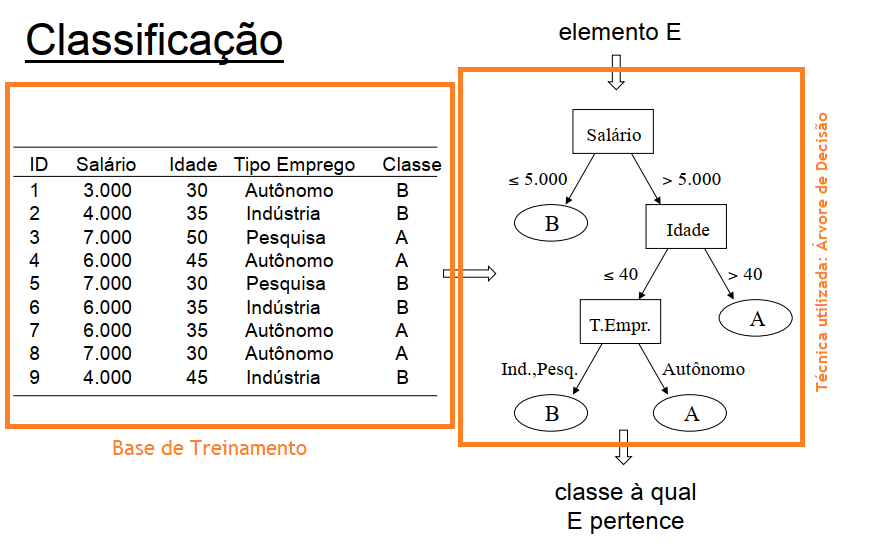 Classificação
ID Salário Idade Tipo Emprego Classe
1 3.000 30 Autônomo B
2 4.000 35 Indústria B
3 7.000 50 Pesquisa A
4 6.000 45 Autônomo A
5 7.000 30 Pesquisa B
6 6.000 35 Indústria B
7 6.000 35 Autônomo A
8 7.000 30 Autônomo A
9 4.000 45 Indústria B
Base de Treinamento
elemento E
Salário
≤ 5.000 > 5.000
B
Idade
≤ 40 > 40
T.Empr.
A
Ind.,Pesq. Autônomo
B A
classe à qual
E pertence
Técnica utilizada: Árvore de Decisão